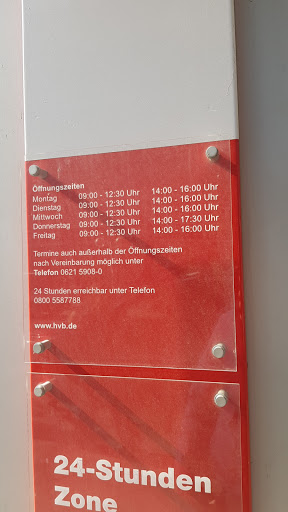 Öffnungszeiten
Montag 09:00 - 12:30 Uhr 14:00 - 16:00 Uhr
Dienstag 09:00 - 12:30 Uhr 14:00 - 16:00 Uhr
Mittwoch 09:00 - 12:30 Uhr 14:00 - 16:00 Uhr
Donnerstag 09:00 - 12:30 Uhr 14:00 - 17:30 Uhr
Freitag 09:00 - 12:30 Uhr 14:00 - 16:00 Uhr
Termine auch außerhalb der Öffnungszeiten
nach Vereinbarung möglich unter
Telefon 0621 5908-0
24 Stunden erreichbar unter Telefon
0800 5587788
www.hvb.de
24-Stunden
Zone